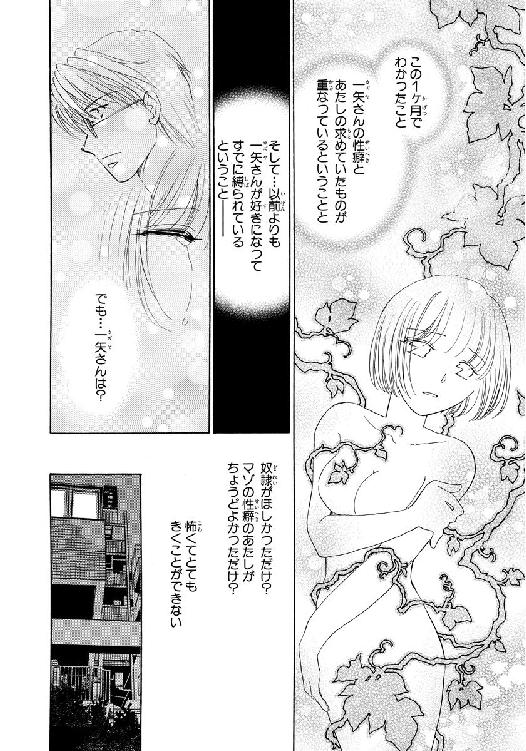 この1ヶ月で
わかったこと
一矢さんの性癖と
あたしの求めていたものが
重なっているということと
そして…以前よりも
一矢さんが好きになって
すでに縛られている
ということ――
でも…一矢さんは?
奴隷がほしかっただけ?
マゾの性癖のあたしが
ちょうどよかっただけ?
怖くてとても
きくことができない